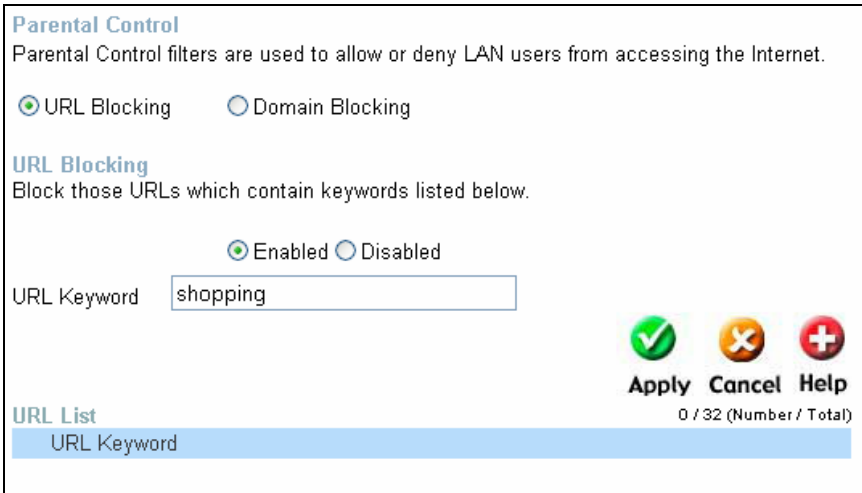 Parental Control
Parental Control filters are used to allow or deny LAN users from accessing the Internet.
URL Blocking Domain Blocking
URL Blocking
Block those URLs which contain keywords listed below.
Enabled Disabled
URL Keyword shopping
Apply Cancel Help
URL List 0 / 32 (Number / Total)
URL Keyword